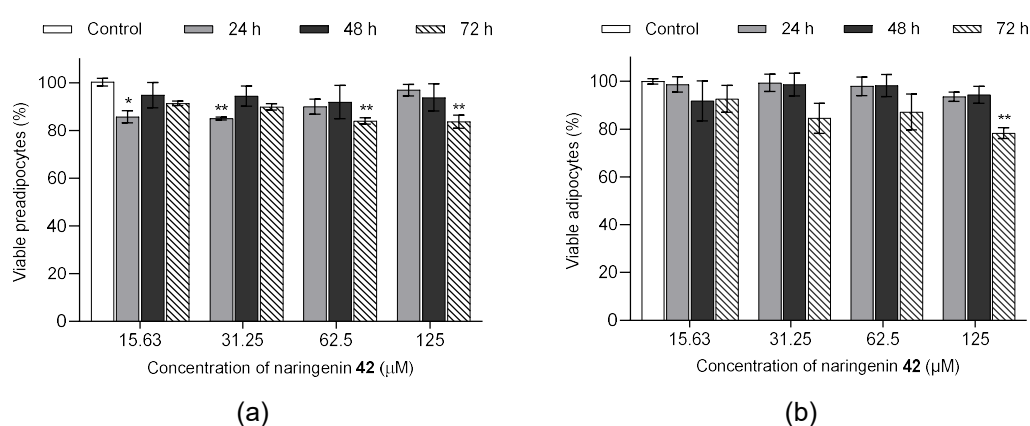 Control 24 h 48 h 72 h
Viable preadipocytes (%)
100
80
60
40
20
0
* ** ** **
15.63 31.25 62.5 125
Concentration of naringenin 42 (μM)
(a)
Control 24 h 48 h 72 h
Viable adipocytes (%)
100
80
60
40
20
0
**
15.63 31.25 62.5 125
Concentration of naringenin 42 (µM)
(b)